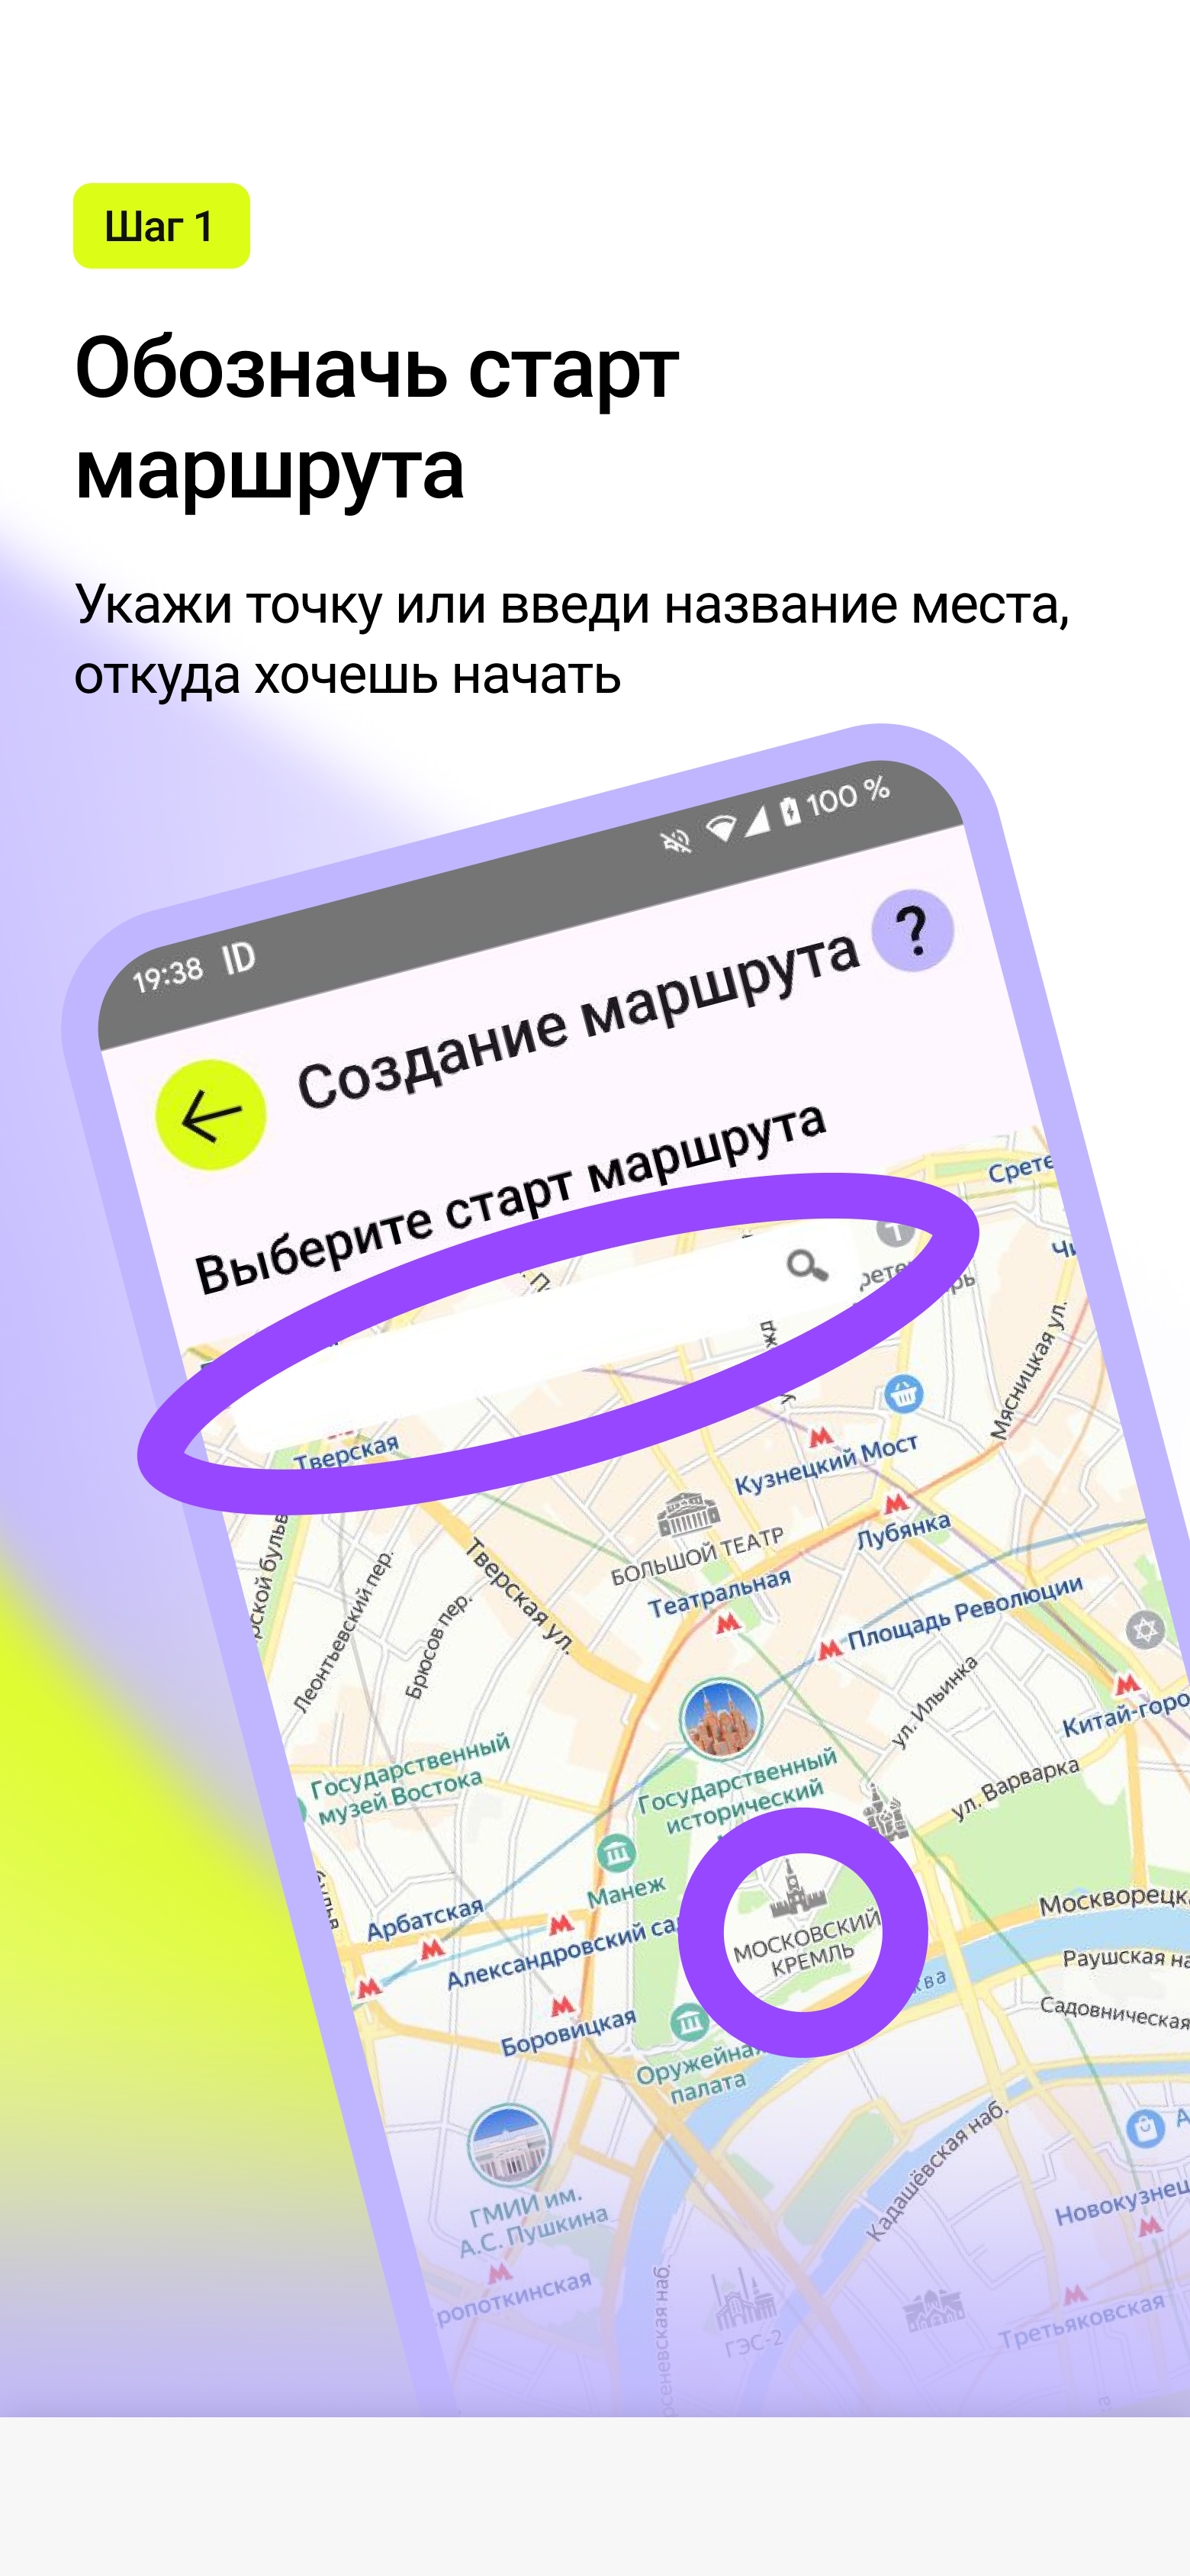 Шаг 1
Обозначь старт
маршрута
Укажи точку или введи название места,
откуда хочешь начать
19:38 ID
100 %
Создание маршрута ?
Выберите старт маршрута
Тверская
Кузнецкий Мост
Мясницкая ул.
Лубянка
БОЛЬШОЙ ТЕАТР
Театральная
Площадь Революции
Тверская ул.
Леонтьевский пер.
Брюсов пер.
ул. Ильинка
Китай-горо
ул. Варварка
Государственный
музей Востока
Государственный
исторический
Манеж
Арбатская
Александровский са
МОСКОВСКИЙ
КРЕМЛЬ
Москворецк
Раушская на
Садовническая
Боровицкая
Оружейная
палата
Кадашёвская наб.
ГМИИ им.
А.С. Пушкина
ропоткинская
Новокузнец
Третьяковская
ГЭС-2